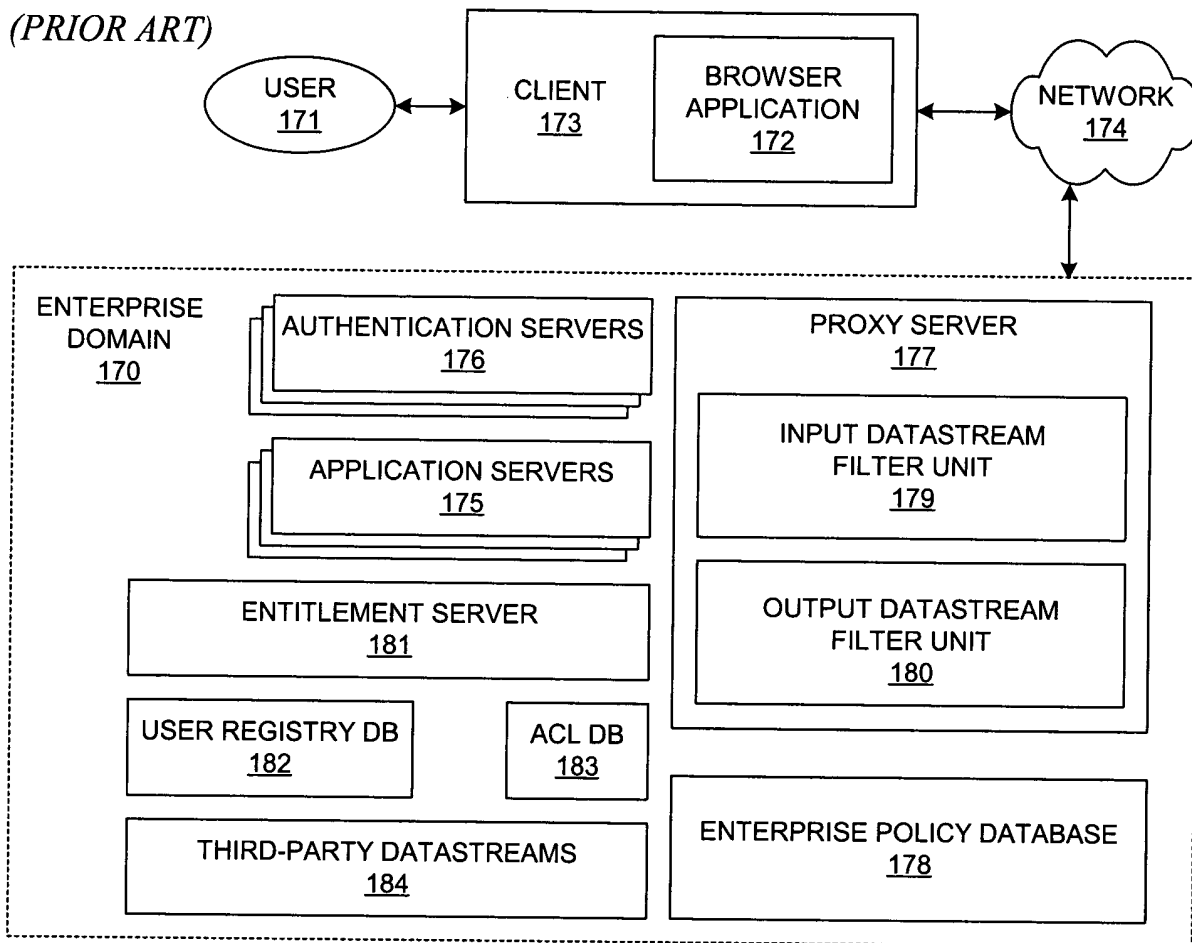 (PRIOR ART)
USER
171
CLIENT
173
BROWSER
APPLICATION
172
NETWORK
174
ENTERPRISE
DOMAIN
170
AUTHENTICATION SERVERS
176
APPLICATION SERVERS
175
ENTITLEMENT SERVER
181
USER REGISTRY DB
182
ACL DB
183
THIRD-PARTY DATASTREAMS
184
PROXY SERVER
177
INPUT DATASTREAM
FILTER UNIT
179
OUTPUT DATASTREAM
FILTER UNIT
180
ENTERPRISE POLICY DATABASE
178